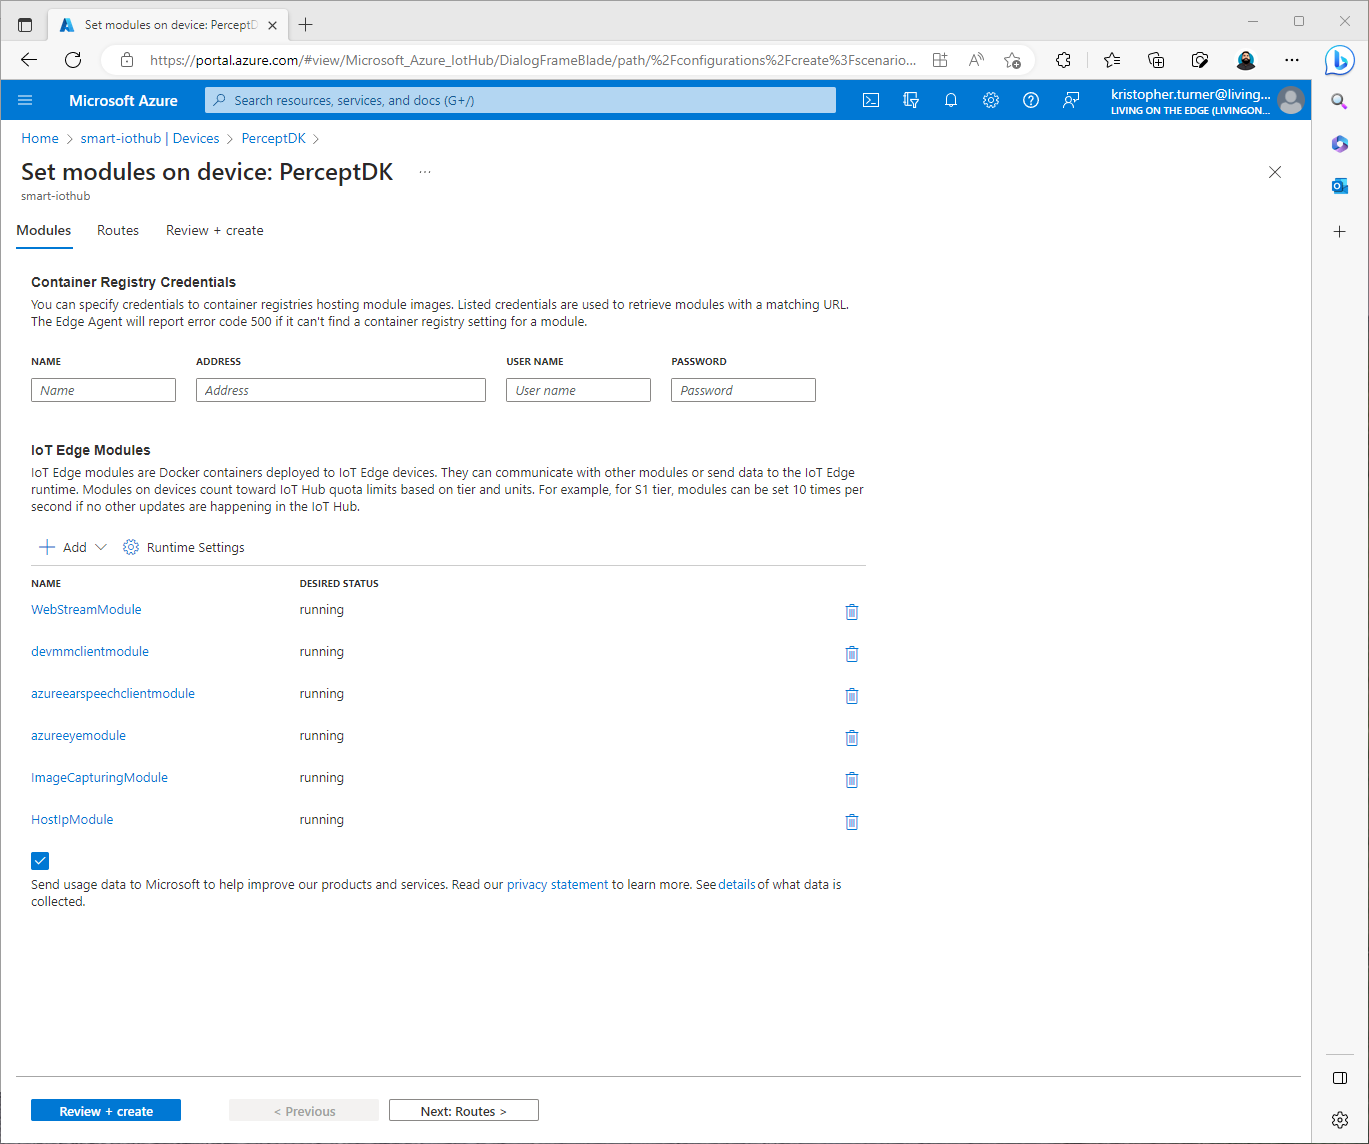 Set modules on device: PerceptD
https://portal.azure.com/#view/Microsoft_Azure_IotHub/DialogFrameBlade/path/%2Fconfigurations%2Fcreate%3Fscenario...
Microsoft Azure
Search resources, services, and docs (G+/)
kristopher.turner@living...
LIVING ON THE EDGE (LIVINGON...
Home > smart-iothub | Devices > PerceptDK >
Set modules on device: PerceptDK ...
smart-iothub
Modules Routes Review + create
Container Registry Credentials
You can specify credentials to container registries hosting module images. Listed credentials are used to retrieve modules with a matching URL.
The Edge Agent will report error code 500 if it can't find a container registry setting for a module.
NAME ADDRESS USER NAME PASSWORD
Name Address User name Password
IoT Edge Modules
IoT Edge modules are Docker containers deployed to IoT Edge devices. They can communicate with other modules or send data to the IoT Edge
runtime. Modules on devices count toward IoT Hub quota limits based on tier and units. For example, for S1 tier, modules can be set 10 times per
second if no other updates are happening in the IoT Hub.
Add Runtime Settings
NAME DESIRED STATUS
WebStreamModule running
devmmclientmodule running
azureearspeechclientmodule running
azureeyemodule running
ImageCapturingModule running
HostIpModule running
Send usage data to Microsoft to help improve our products and services. Read our privacy statement to learn more. See details of what data is
collected.
Review + create < Previous Next: Routes >